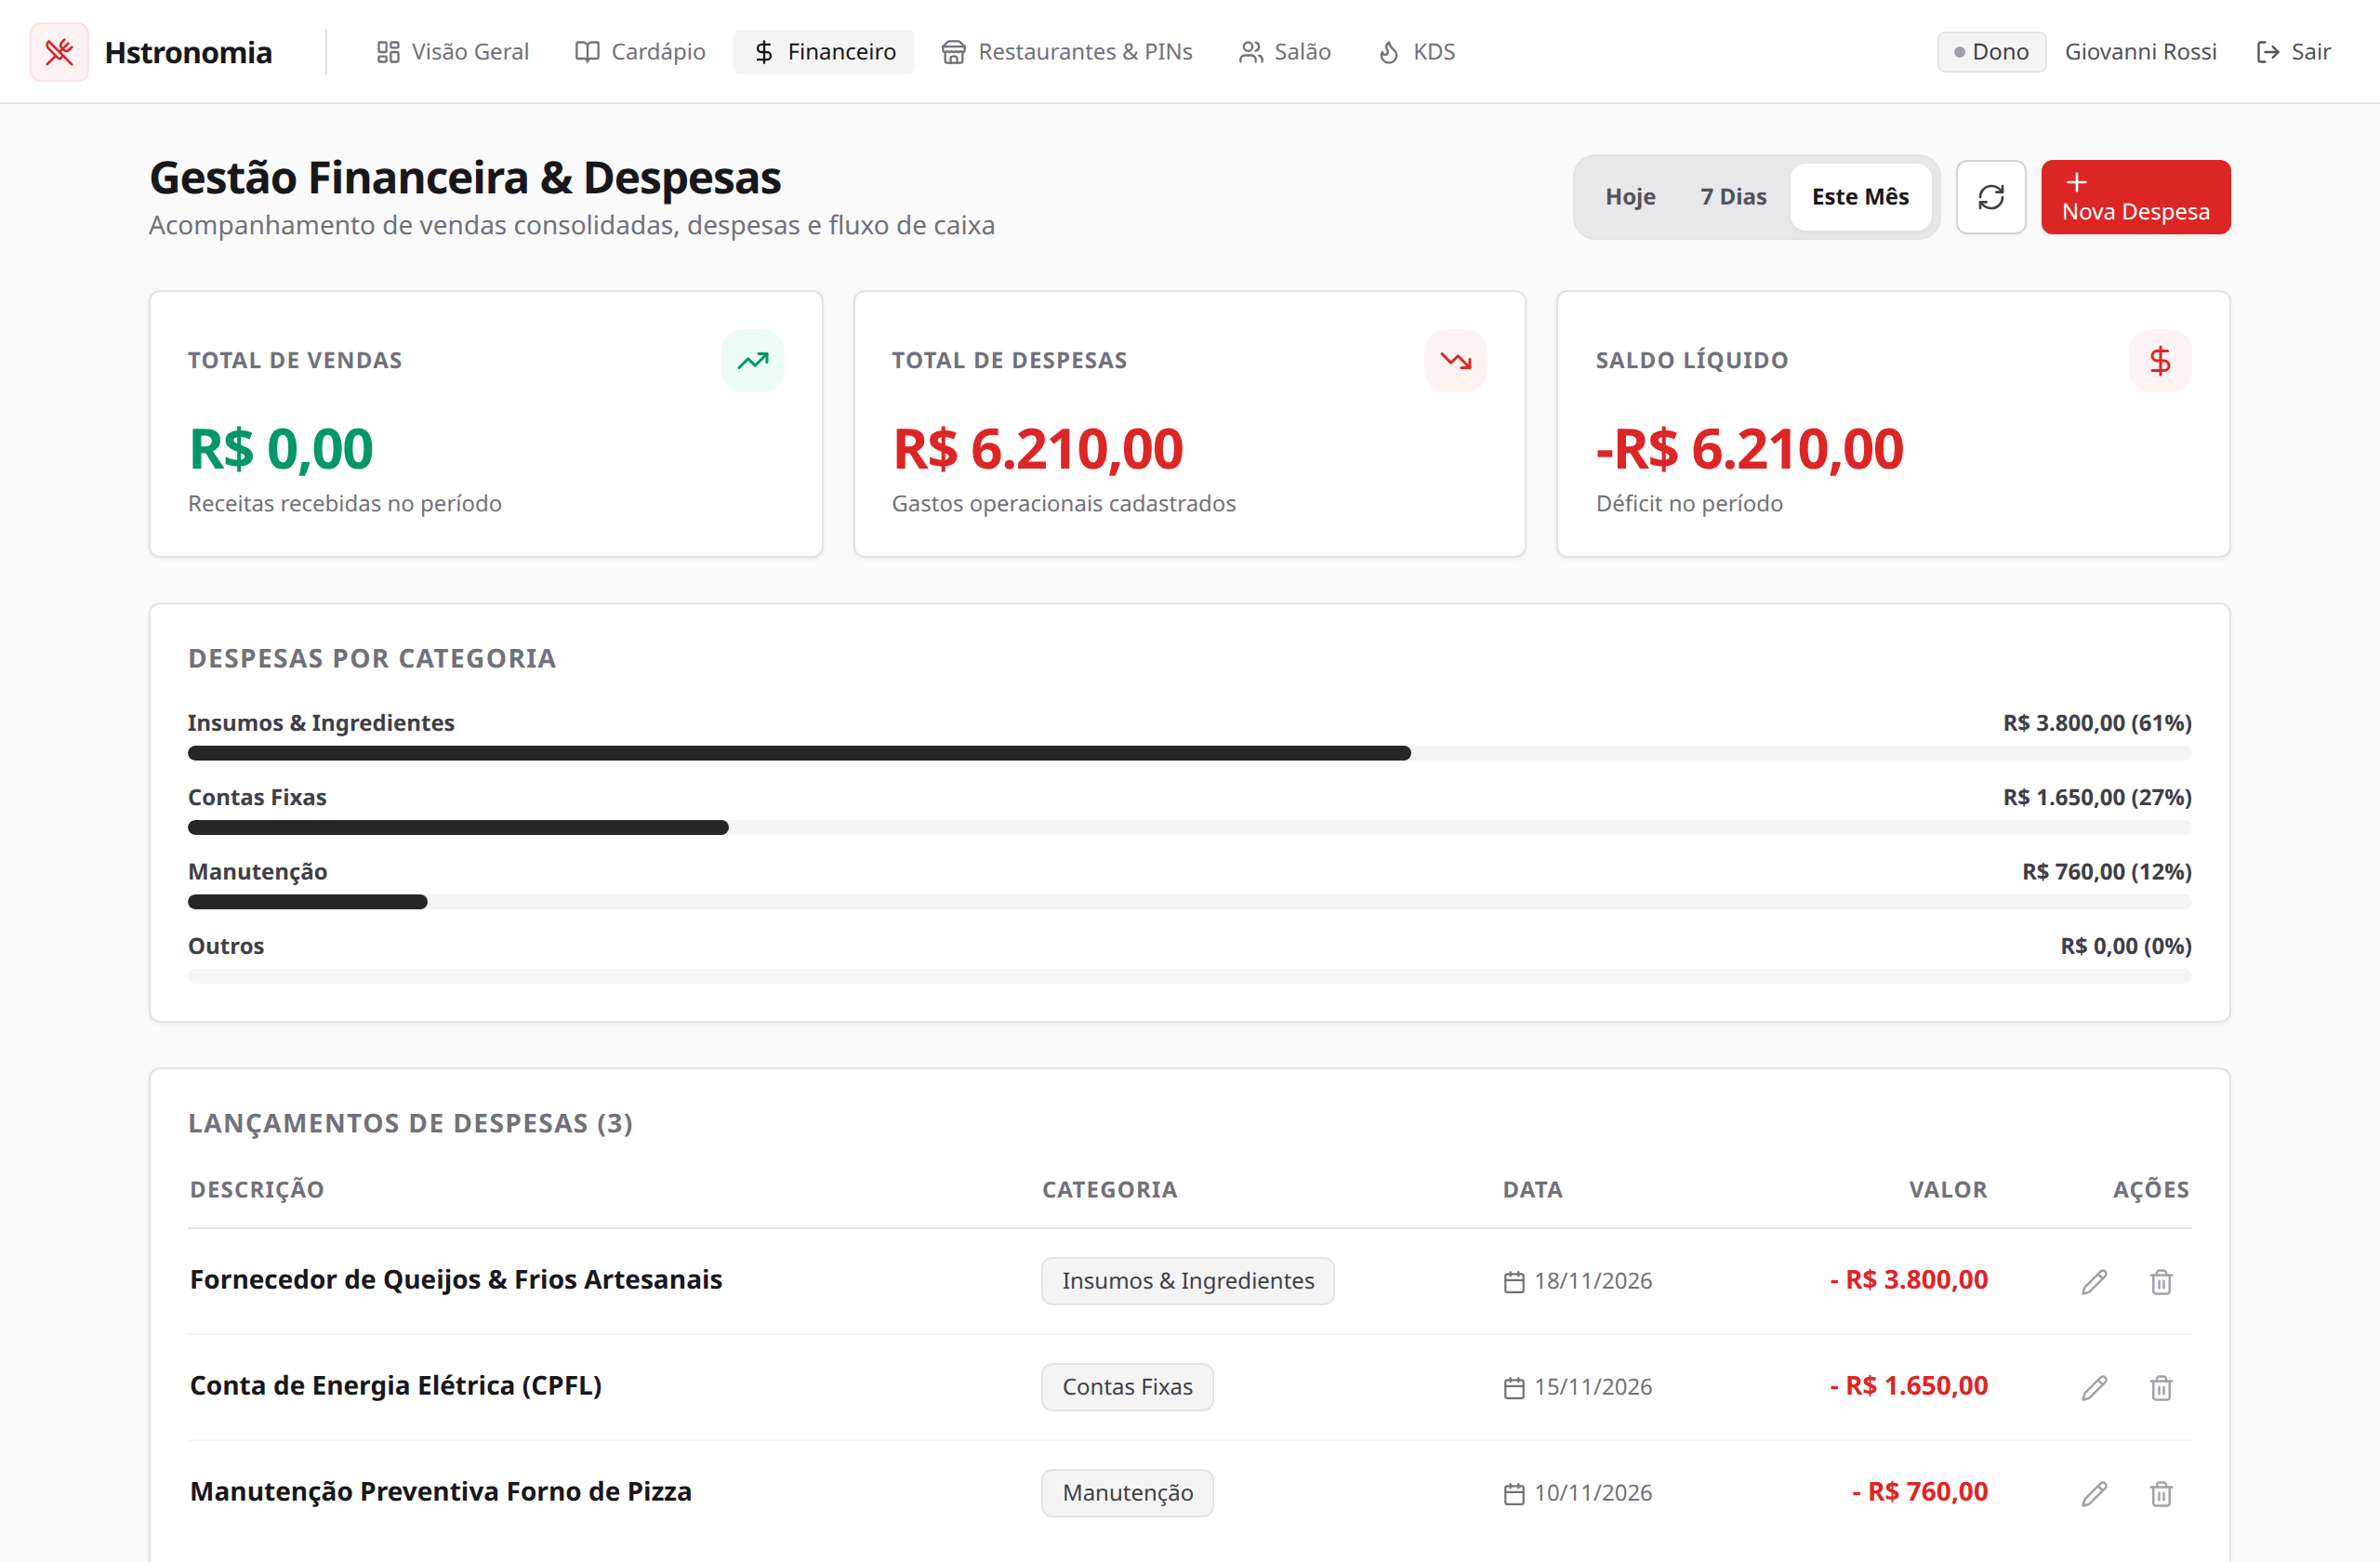 Hstronomia
Visão Geral
Cardápio
Financeiro
Restaurantes & PINs
Salão
KDS
Dono
Giovanni Rossi
Sair
Gestão Financeira & Despesas
Acompanhamento de vendas consolidadas, despesas e fluxo de caixa
Hoje
7 Dias
Este Mês
Nova Despesa
TOTAL DE VENDAS
R$ 0,00
Receitas recebidas no período
TOTAL DE DESPESAS
R$ 6.210,00
Gastos operacionais cadastrados
SALDO LÍQUIDO
-R$ 6.210,00
Déficit no período
DESPESAS POR CATEGORIA
Insumos & Ingredientes R$ 3.800,00 (61%)
Contas Fixas R$ 1.650,00 (27%)
Manutenção R$ 760,00 (12%)
Outros R$ 0,00 (0%)
LANÇAMENTOS DE DESPESAS (3)
DESCRIÇÃO CATEGORIA DATA VALOR AÇÕES
Fornecedor de Queijos & Frios Artesanais Insumos & Ingredientes 18/11/2026 - R$ 3.800,00
Conta de Energia Elétrica (CPFL) Contas Fixas 15/11/2026 - R$ 1.650,00
Manutenção Preventiva Forno de Pizza Manutenção 10/11/2026 - R$ 760,00